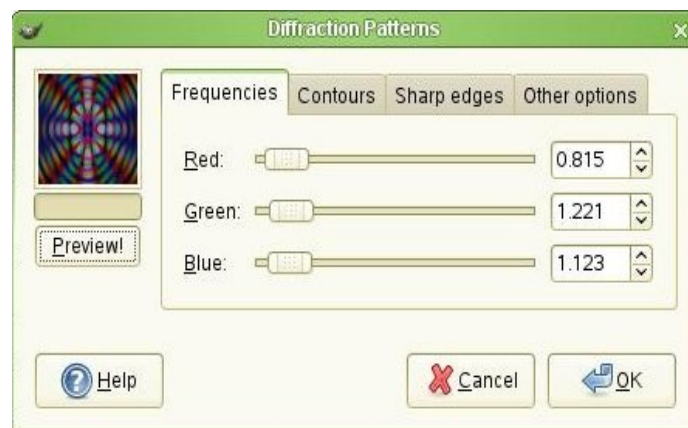 Diffraction Patterns
Frequencies Contours Sharp edges Other options
Red: 0.815
Green: 1.221
Blue: 1.123
Preview!
Help Cancel OK